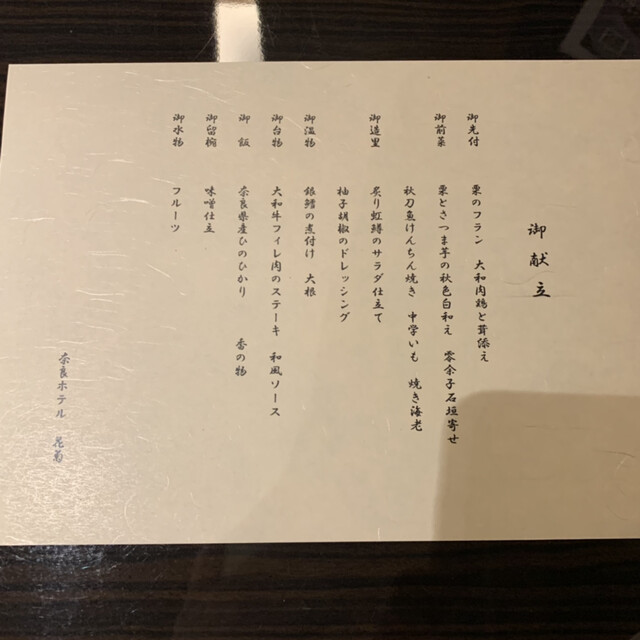 御献立
御先付 栗のフラン 大和肉鶏と茸添え
御前菜 栗とさつま芋の秋色白和え 零余子石垣寄せ
秋刀魚けんちん焼き 中学いも 焼き海老
御造里 炙り虹鱒のサラダ仕立て
柚子胡椒のドレッシング
御温物 銀鱈の煮付け 大根
御台物 大和牛フィレ肉のステーキ 和風ソース
御飯 奈良県産ひのひかり 香の物
御留椀 味噌仕立
御水物 フルーツ
奈良ホテル 花菊